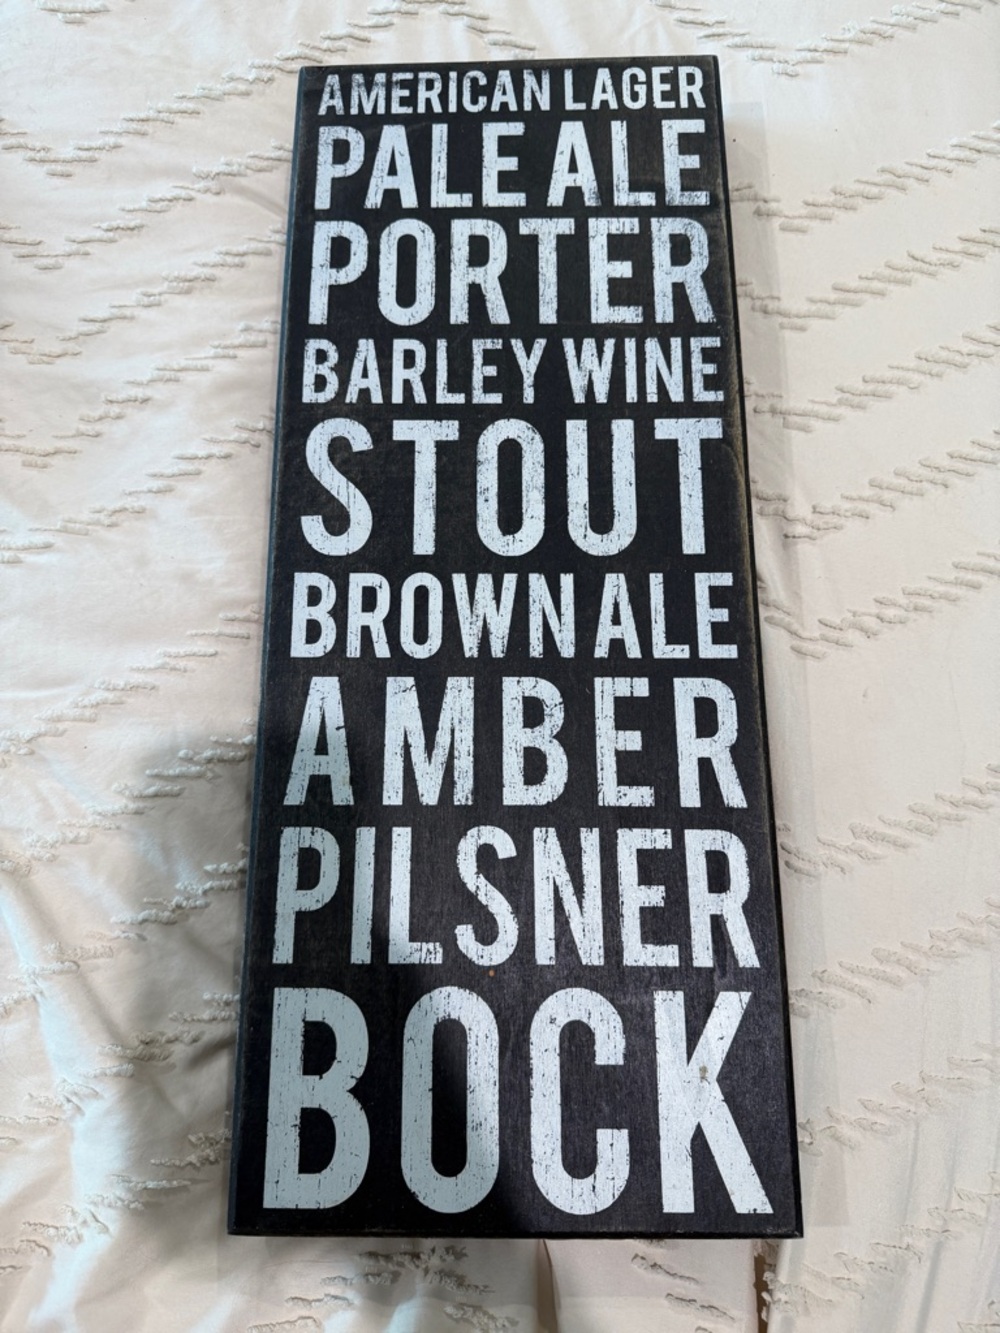 AMERICAN LAGER
PALE ALE
PORTER
BARLEY WINE
STOUT
BROWN ALE
AMBER
PILSNER
BOCK